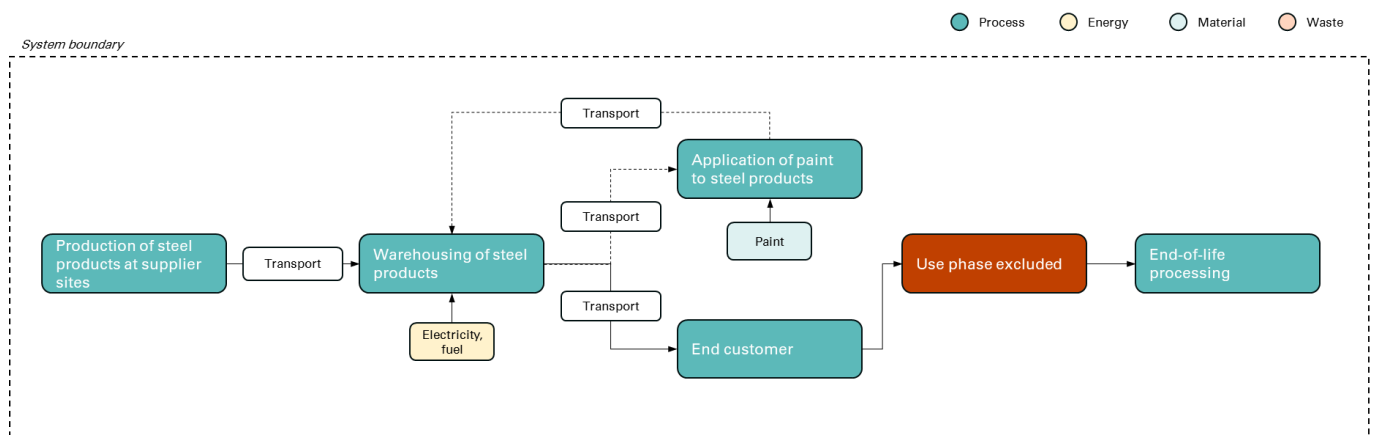 Process
Energy
Material
Waste
System boundary
Transport
Application of paint
to steel products
Transport
Paint
Production of steel
products at supplier
sites
Transport
Warehousing of steel
products
Use phase excluded
End-of-life
processing
Transport
Electricity,
fuel
End customer